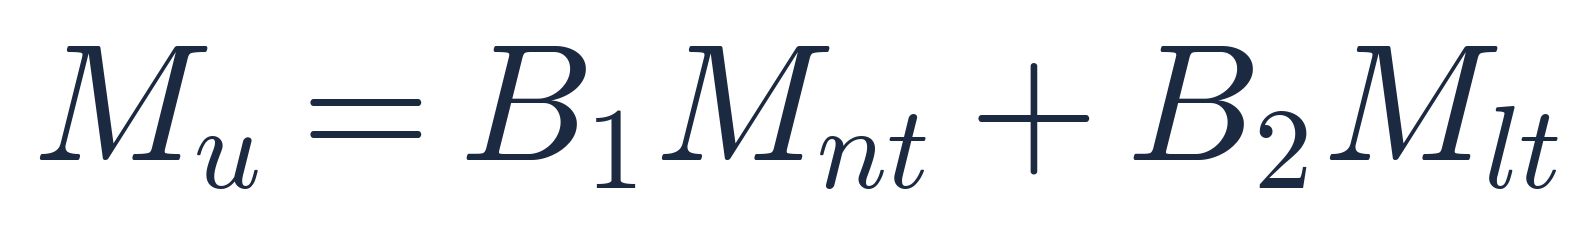 M_u = B_1 M_{nt} + B_2 M_{lt}